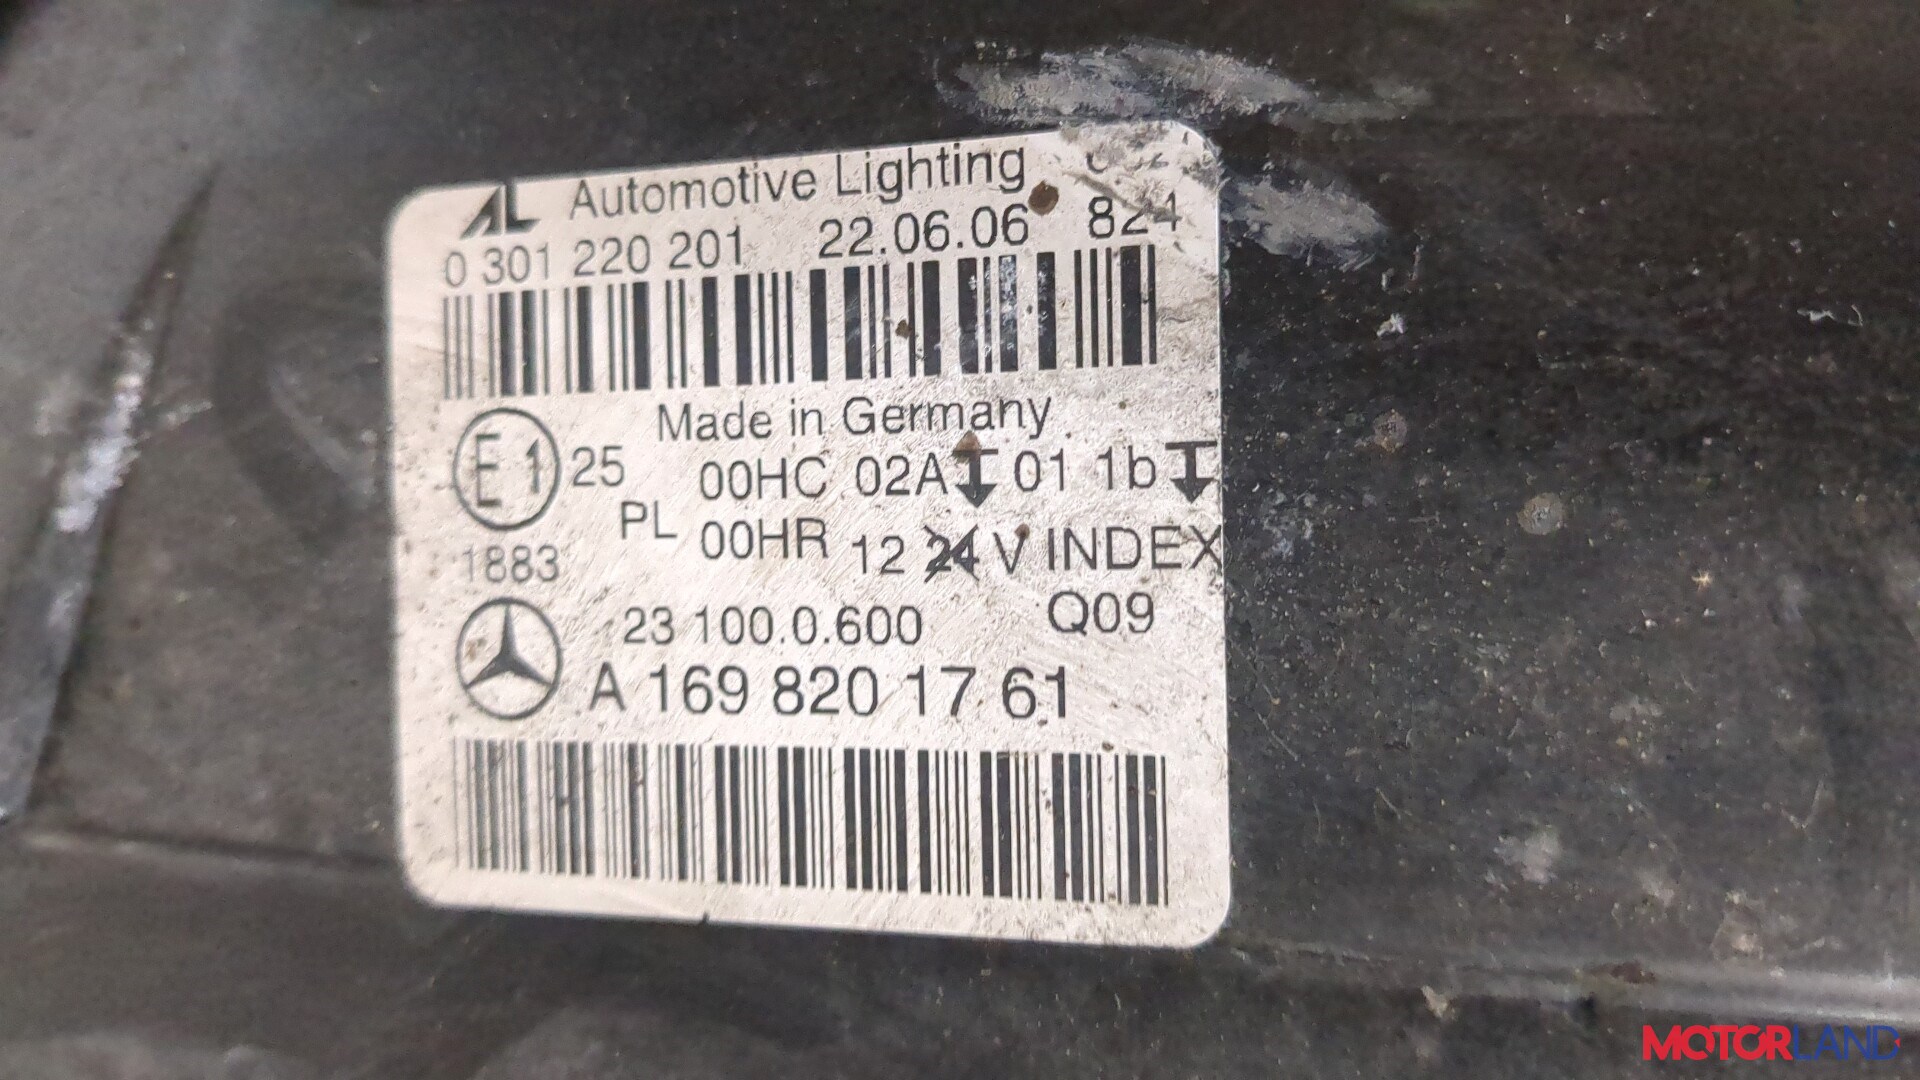 AL Automotive Lighting
0 301 220 201 22.06.06 824
Made in Germany
E1 25 00HC 02A 01 1b
PL 00HR 12 24 V INDEX
1883
23 100.0.600 Q09
A 169 820 17 61
MOTORLAND